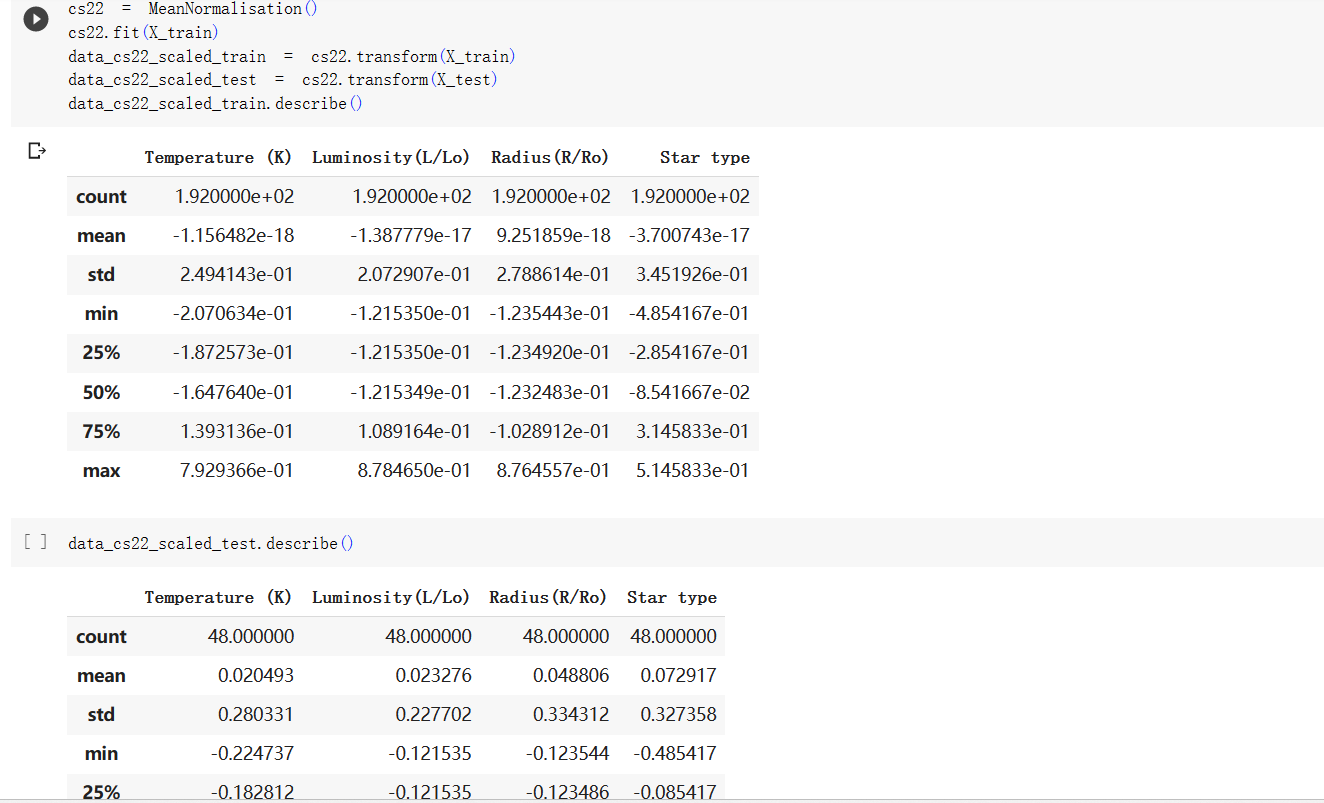 cs22 = MeanNormalisation()
cs22.fit(X_train)
data_cs22_scaled_train = cs22.transform(X_train)
data_cs22_scaled_test = cs22.transform(X_test)
data_cs22_scaled_train.describe()
Temperature (K) Luminosity(L/Lo) Radius(R/Ro) Star type
count 1.920000e+02 1.920000e+02 1.920000e+02 1.920000e+02
mean -1.156482e-18 -1.387779e-17 9.251859e-18 -3.700743e-17
std 2.494143e-01 2.072907e-01 2.788614e-01 3.451926e-01
min -2.070634e-01 -1.215350e-01 -1.235443e-01 -4.854167e-01
25% -1.872573e-01 -1.215350e-01 -1.234920e-01 -2.854167e-01
50% -1.647640e-01 -1.215349e-01 -1.232483e-01 -8.541667e-02
75% 1.393136e-01 1.089164e-01 -1.028912e-01 3.145833e-01
max 7.929366e-01 8.784650e-01 8.764557e-01 5.145833e-01
[ ] data_cs22_scaled_test.describe()
Temperature (K) Luminosity(L/Lo) Radius(R/Ro) Star type
count 48.000000 48.000000 48.000000 48.000000
mean 0.020493 0.023276 0.048806 0.072917
std 0.280331 0.227702 0.334312 0.327358
min -0.224737 -0.121535 -0.123544 -0.485417
25% -0.182812 -0.121535 -0.123486 -0.085417